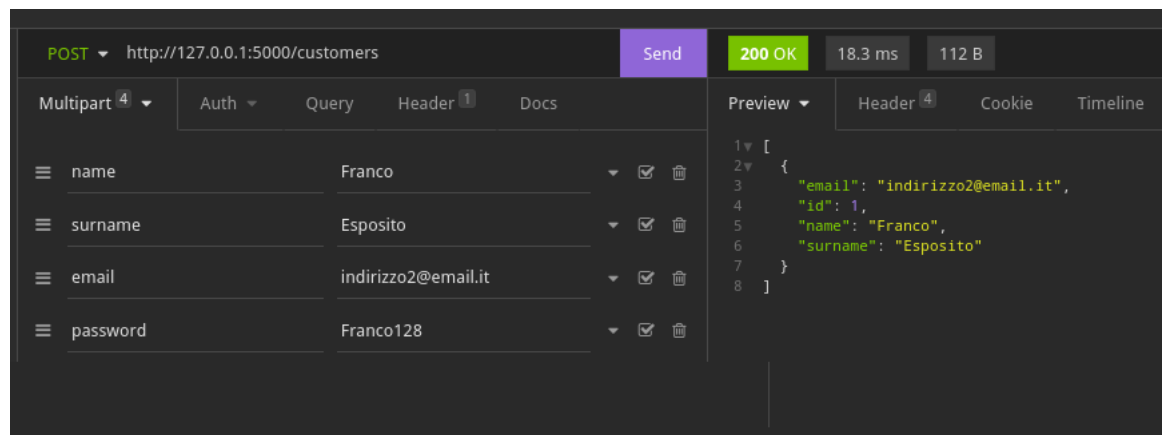 POST http://127.0.0.1:5000/customers Send 200 OK 18.3 ms 112 B
Multipart 4 Auth Query Header 1 Docs
Preview Header 4 Cookie Timeline
name Franco
surname Esposito
email indirizzo2@email.it
password Franco128
1 [
2 {
3 "email": "indirizzo2@email.it",
4 "id": 1,
5 "name": "Franco",
6 "surname": "Esposito"
7 }
8 ]